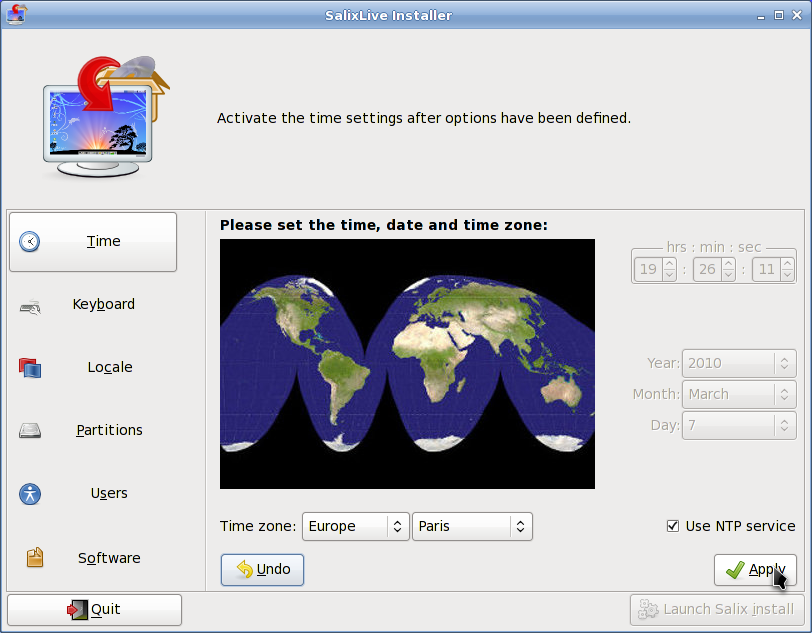 SalixLive Installer
Activate the time settings after options have been defined.
Time
Keyboard
Locale
Partitions
Users
Software
Please set the time, date and time zone:
hrs : min : sec
19 : 26 : 11
Year: 2010
Month: March
Day: 7
Time zone: Europe Paris
Use NTP service
Undo
Apply
Quit
Launch Salix install